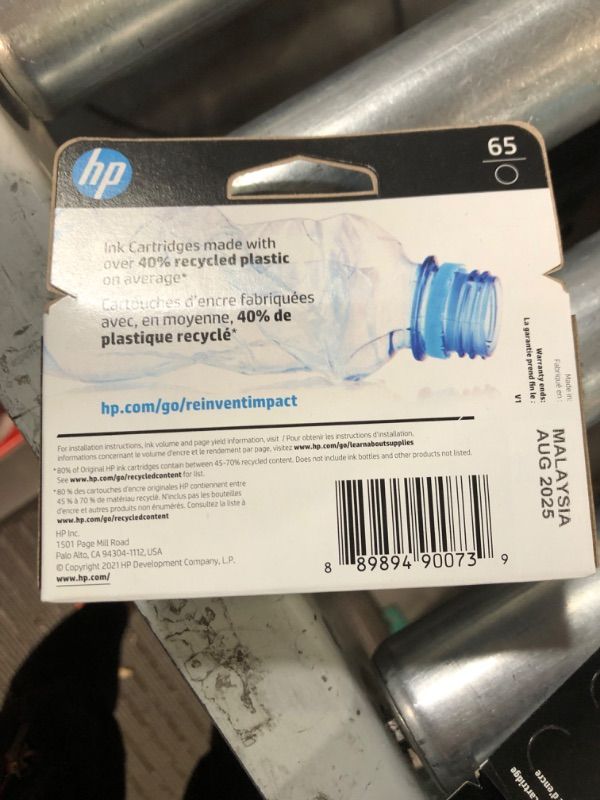 hp
65
Ink Cartridges made with
over 40% recycled plastic
on average*
Cartouches d'encre fabriquées
avec, en moyenne, 40% de
plastique recyclé*
hp.com/go/reinventimpact
For installation instructions, ink volume and page yield information, visit / Pour obtenir les instructions d'installation,
informations concernant le volume d'encre et le rendement par page, visitez www.hp.com/go/learnaboutsupplies
*80% of Original HP ink cartridges contain between 45-70% recycled content. Does not include ink bottles and other products not listed.
See www.hp.com/go/recycledcontent for list.
*80 % des cartouches d'encre originales HP contiennent entre
45 % à 70 % de matériau recyclé. N'inclus pas les bouteilles
d'encre et autres produits non énumérés. Consultez la liste à
www.hp.com/go/recycledcontent
HP Inc.
1501 Page Mill Road
Palo Alto, CA 94304-1112, USA
© Copyright 2021 HP Development Company, L.P.
www.hp.com/
Made in:
Fabriqué en :
Warranty ends:
La garantie prend fin le :
V1
MALAYSIA
AUG 2025
8 89894 90073 9
artridge
d'encre